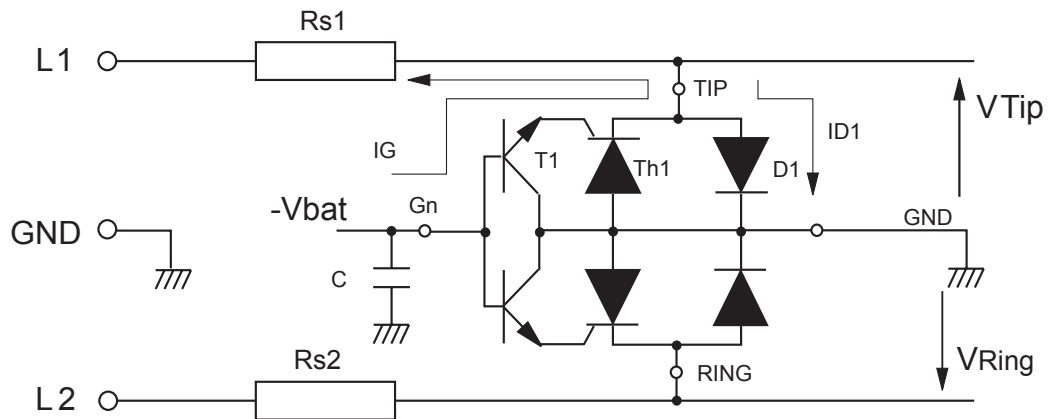 Rs1
L1
TIP
VTip
IG
T1
Th1
D1
ID1
-Vbat
Gn
GND
GND
C
Rs2
RING
VRing
L2